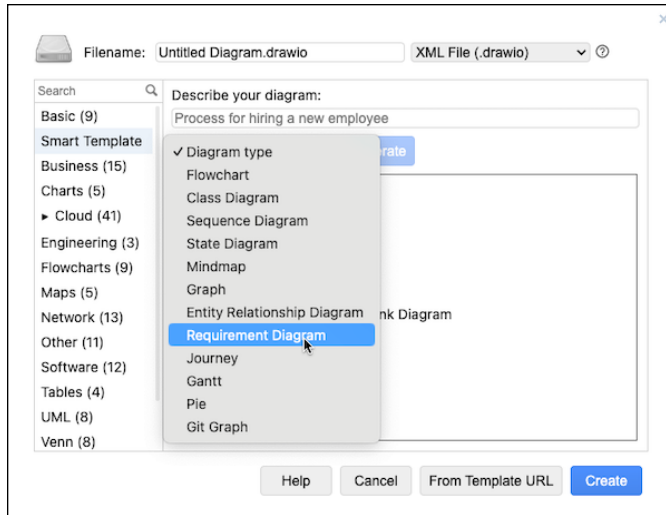 Filename: Untitled Diagram.drawio XML File (.drawio)
Search
Basic (9)
Smart Template
Business (15)
Charts (5)
Cloud (41)
Engineering (3)
Flowcharts (9)
Maps (5)
Network (13)
Other (11)
Software (12)
Tables (4)
UML (8)
Venn (8)
Describe your diagram:
Process for hiring a new employee
erate
✓ Diagram type
Flowchart
Class Diagram
Sequence Diagram
State Diagram
Mindmap
Graph
Entity Relationship Diagram
nk Diagram
Requirement Diagram
Journey
Gantt
Pie
Git Graph
Help Cancel From Template URL Create